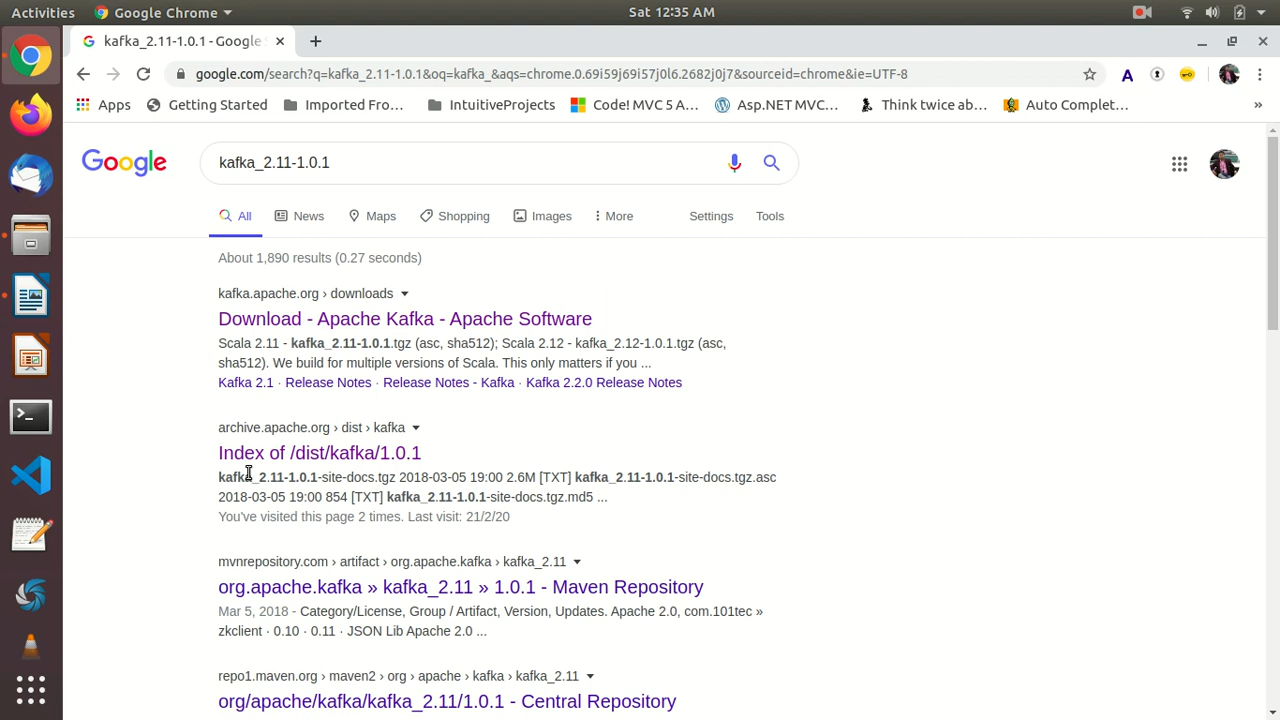 Activities Google Chrome Sat 12:35 AM
kafka_2.11-1.0.1 - Google
google.com/search?q=kafka_2.11-1.0.1&oq=kafka_&aqs=chrome.0.69i59j69i57j0l6.2682j0j7&sourceid=chrome&ie=UTF-8
Apps Getting Started Imported Fro... IntuitiveProjects Code! MVC 5 A... Asp.NET MVC... Think twice ab... Auto Complet... »
Google kafka_2.11-1.0.1
All News Maps Shopping Images More Settings Tools
About 1,890 results (0.27 seconds)
kafka.apache.org › downloads
Download - Apache Kafka - Apache Software
Scala 2.11 - kafka_2.11-1.0.1.tgz (asc, sha512); Scala 2.12 - kafka_2.12-1.0.1.tgz (asc,
sha512). We build for multiple versions of Scala. This only matters if you ...
Kafka 2.1 · Release Notes · Release Notes - Kafka · Kafka 2.2.0 Release Notes
archive.apache.org › dist › kafka
Index of /dist/kafka/1.0.1
kafka_2.11-1.0.1-site-docs.tgz 2018-03-05 19:00 2.6M [TXT] kafka_2.11-1.0.1-site-docs.tgz.asc
2018-03-05 19:00 854 [TXT] kafka_2.11-1.0.1-site-docs.tgz.md5 ...
You've visited this page 2 times. Last visit: 21/2/20
mvnrepository.com › artifact › org.apache.kafka › kafka_2.11
org.apache.kafka » kafka_2.11 » 1.0.1 - Maven Repository
Mar 5, 2018 - Category/License, Group / Artifact, Version, Updates. Apache 2.0, com.101tec »
zkclient · 0.10 · 0.11 · JSON Lib Apache 2.0 ...
repo1.maven.org › maven2 › org › apache › kafka › kafka_2.11
org/apache/kafka/kafka_2.11/1.0.1 - Central Repository